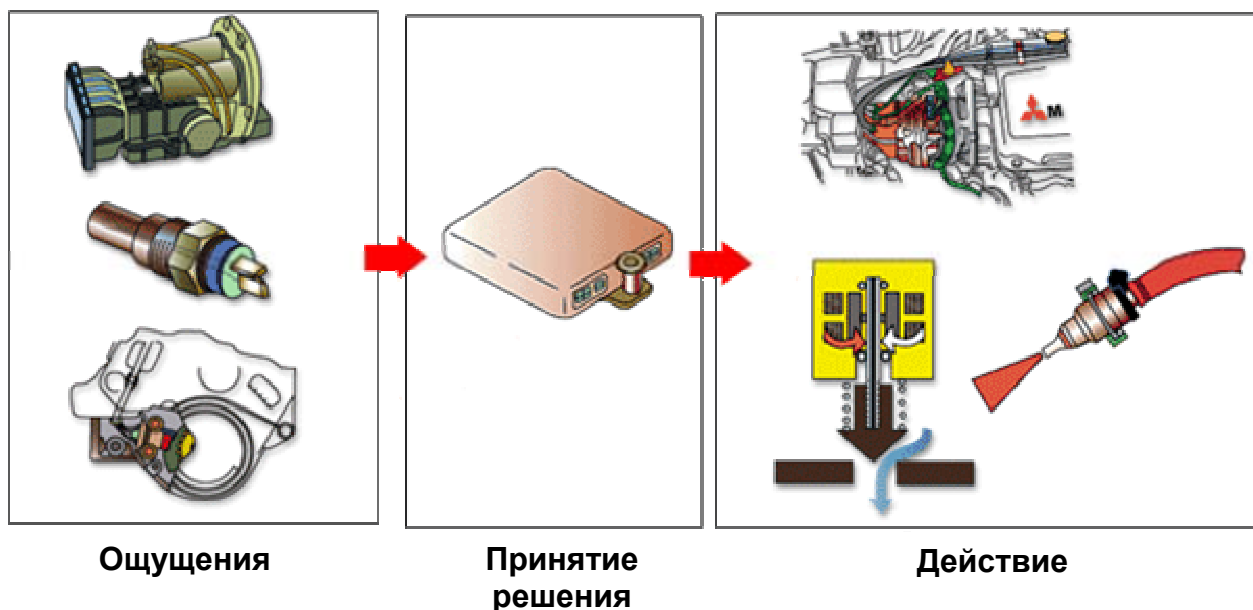 M
Ощущения
Принятие
решения
Действие